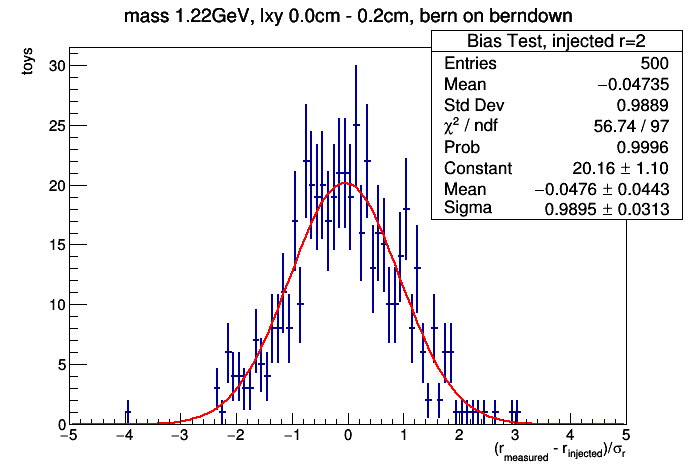 mass 1.22GeV, lxy 0.0cm - 0.2cm, bern on berndown
Bias Test, injected r=2
Entries 500
Mean −0.04735
Std Dev 0.9889
χ² / ndf 56.74 / 97
Prob 0.9996
Constant 20.16 ± 1.10
Mean −0.0476 ± 0.0443
Sigma 0.9895 ± 0.0313
toys
30
25
20
15
10
5
0
−5 −4 −3 −2 −1 0 1 2 3 4 5
(r_measured - r_injected)/σ_r